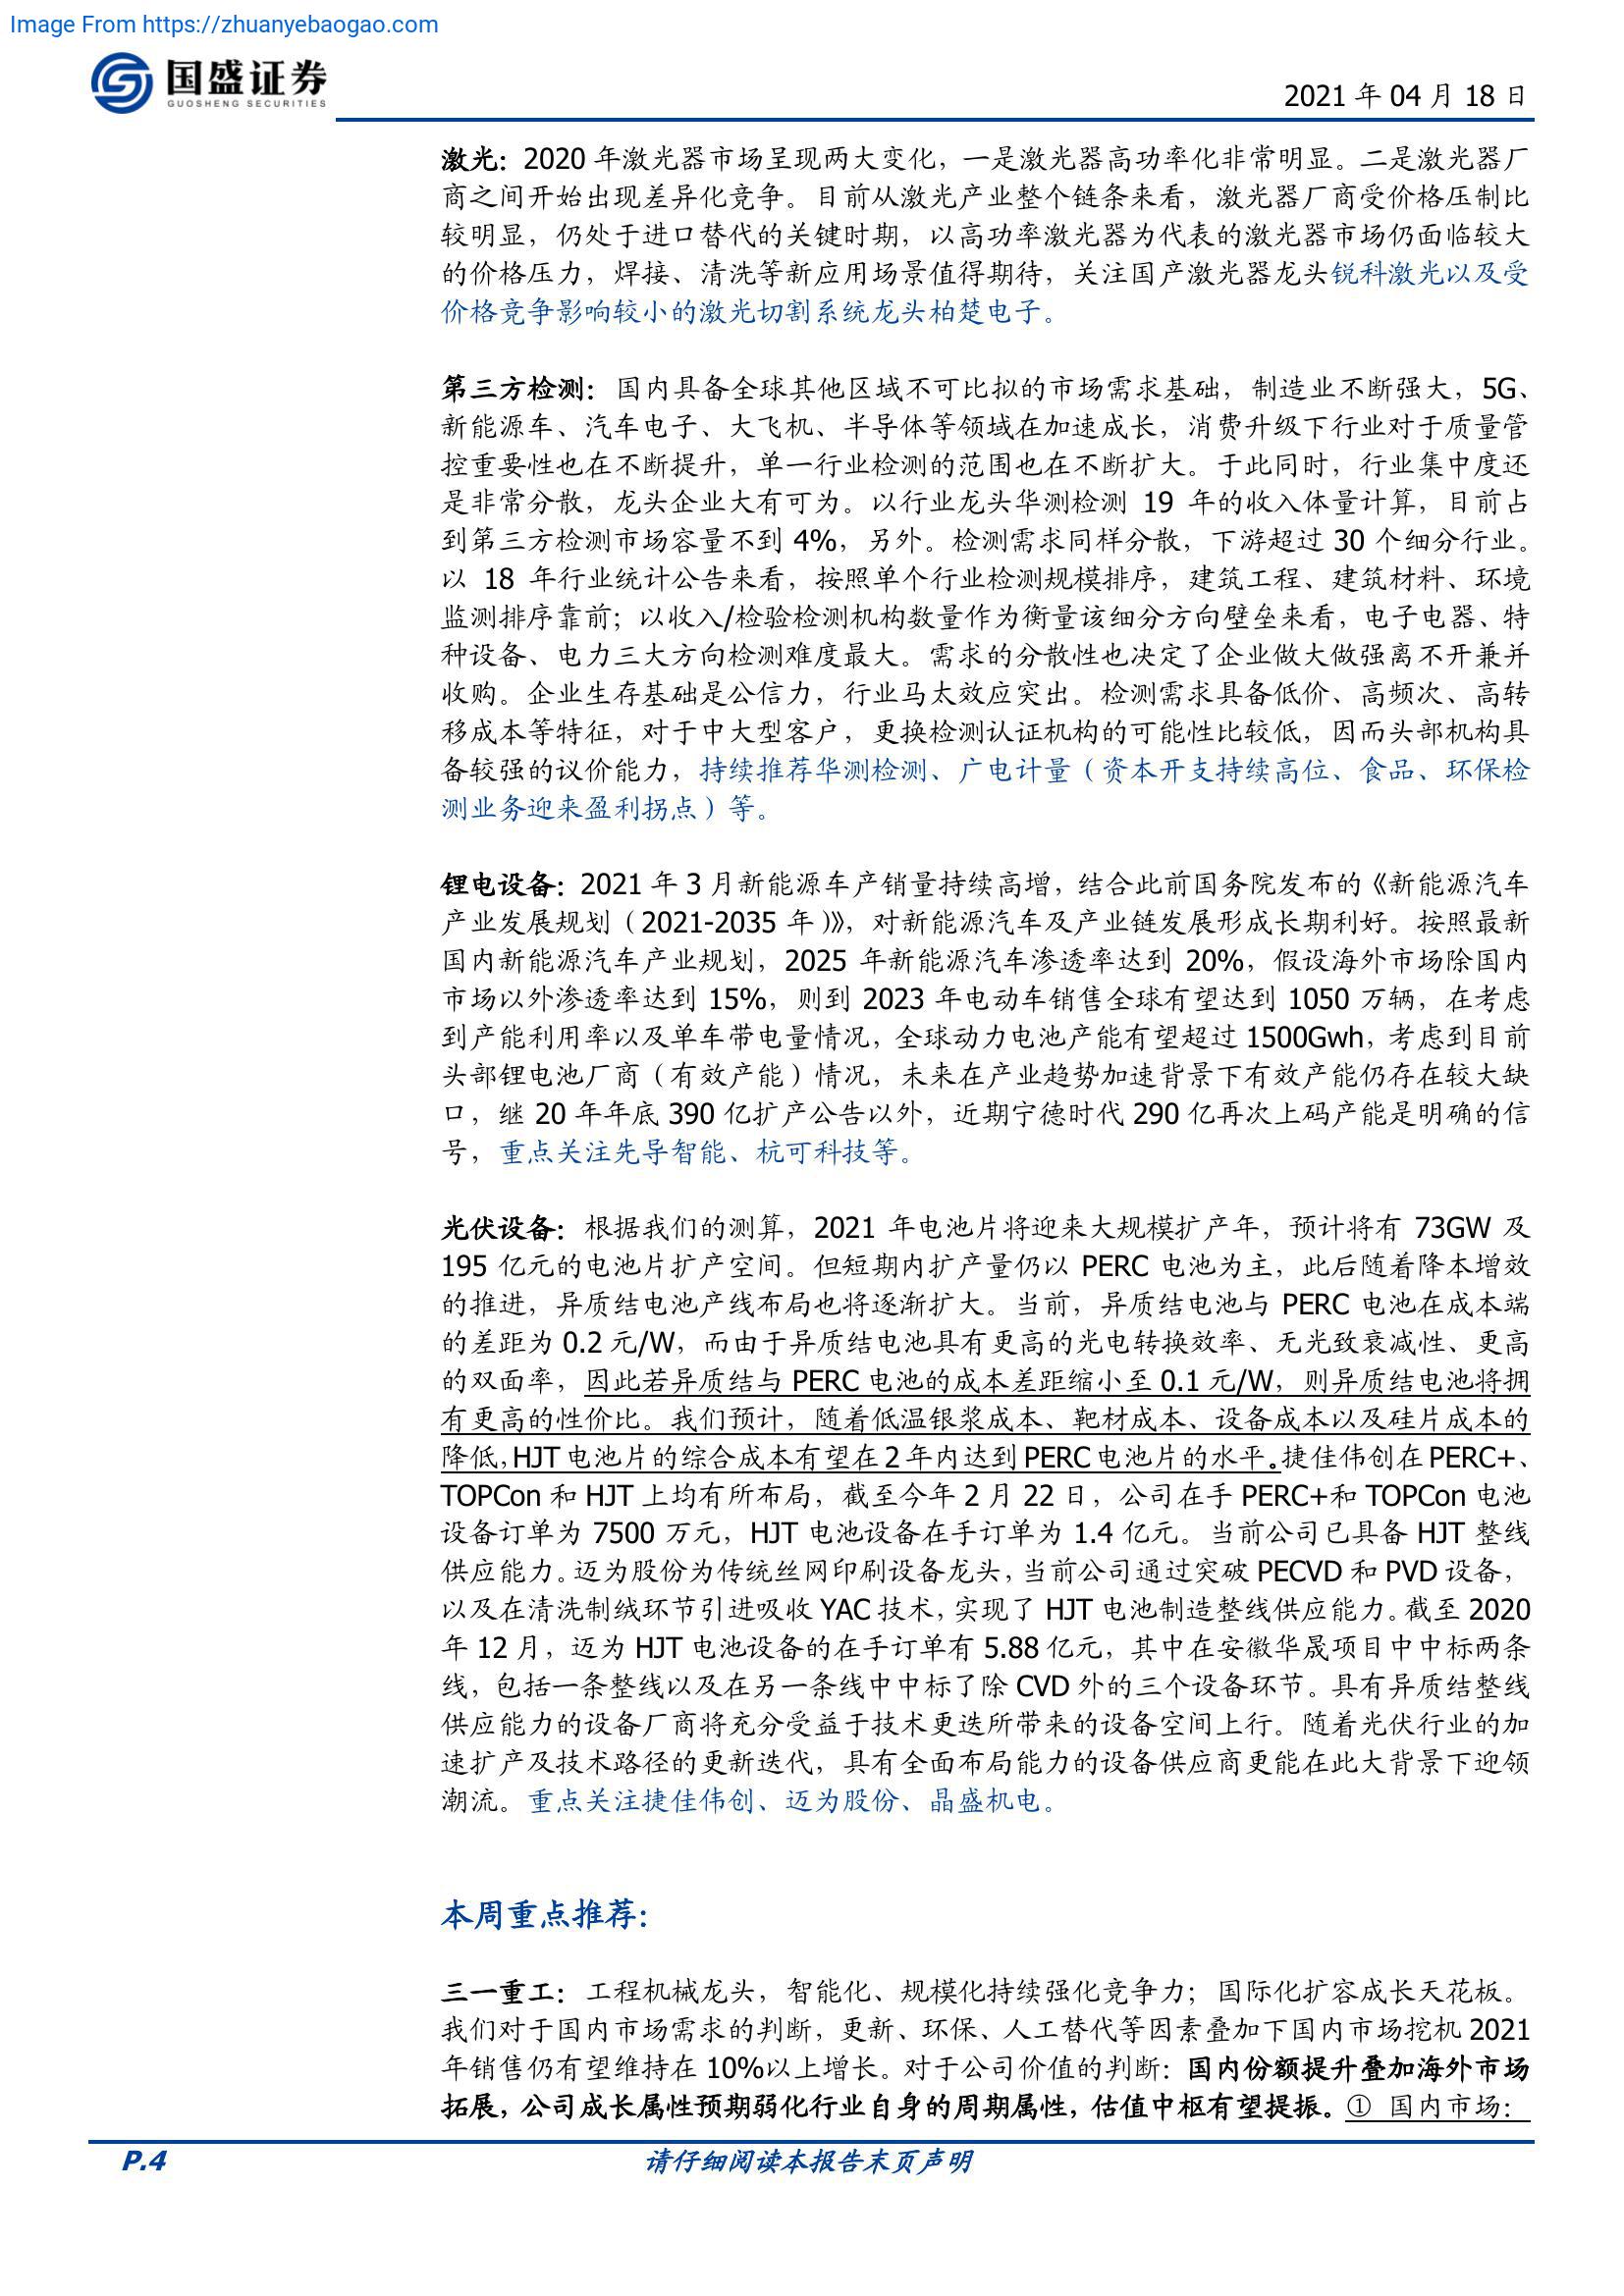 Image From https://zhuanyebaogao.com
国盛证券
GUOSHENG SECURITIES
2021 年 04 月 18 日
激光：2020 年激光器市场呈现两大变化，一是激光器高功率化非常明显。二是激光器厂
商之间开始出现差异化竞争。目前从激光产业整个链条来看，激光器厂商受价格压制比
较明显，仍处于进口替代的关键时期，以高功率激光器为代表的激光器市场仍面临较大
的价格压力，焊接、清洗等新应用场景值得期待，关注国产激光器龙头锐科激光以及受
价格竞争影响较小的激光切割系统龙头柏楚电子。
第三方检测：国内具备全球其他区域不可比拟的市场需求基础，制造业不断强大，5G、
新能源车、汽车电子、大飞机、半导体等领域在加速成长，消费升级下行业对于质量管
控重要性也在不断提升，单一行业检测的范围也在不断扩大。于此同时，行业集中度还
是非常分散，龙头企业大有可为。以行业龙头华测检测 19 年的收入体量计算，目前占
到第三方检测市场容量不到 4%，另外。检测需求同样分散，下游超过 30 个细分行业。
以 18 年行业统计公告来看，按照单个行业检测规模排序，建筑工程、建筑材料、环境
监测排序靠前；以收入/检验检测机构数量作为衡量该细分方向壁垒来看，电子电器、特
种设备、电力三大方向检测难度最大。需求的分散性也决定了企业做大做强离不开兼并
收购。企业生存基础是公信力，行业马太效应突出。检测需求具备低价、高频次、高转
移成本等特征，对于中大型客户，更换检测认证机构的可能性比较低，因而头部机构具
备较强的议价能力，持续推荐华测检测、广电计量（资本开支持续高位、食品、环保检
测业务迎来盈利拐点）等。
锂电设备：2021 年 3 月新能源车产销量持续高增，结合此前国务院发布的《新能源汽车
产业发展规划（2021-2035 年）》，对新能源汽车及产业链发展形成长期利好。按照最新
国内新能源汽车产业规划，2025 年新能源汽车渗透率达到 20%，假设海外市场除国内
市场以外渗透率达到 15%，则到 2023 年电动车销售全球有望达到 1050 万辆，在考虑
到产能利用率以及单车带电量情况，全球动力电池产能有望超过 1500Gwh，考虑到目前
头部锂电池厂商（有效产能）情况，未来在产业趋势加速背景下有效产能仍存在较大缺
口，继 20 年年底 390 亿扩产公告以外，近期宁德时代 290 亿再次上码产能是明确的信
号，重点关注先导智能、杭可科技等。
光伏设备：根据我们的测算，2021 年电池片将迎来大规模扩产年，预计将有 73GW 及
195 亿元的电池片扩产空间。但短期内扩产量仍以 PERC 电池为主，此后随着降本增效
的推进，异质结电池产线布局也将逐渐扩大。当前，异质结电池与 PERC 电池在成本端
的差距为 0.2 元/W，而由于异质结电池具有更高的光电转换效率、无光致衰减性、更高
的双面率，因此若异质结与 PERC 电池的成本差距缩小至 0.1 元/W，则异质结电池将拥
有更高的性价比。我们预计，随着低温银浆成本、靶材成本、设备成本以及硅片成本的
降低，HJT 电池片的综合成本有望在 2 年内达到 PERC 电池片的水平。捷佳伟创在 PERC+、
TOPCon 和 HJT 上均有所布局，截至今年 2 月 22 日，公司在手 PERC+和 TOPCon 电池
设备订单为 7500 万元，HJT 电池设备在手订单为 1.4 亿元。当前公司已具备 HJT 整线
供应能力。迈为股份为传统丝网印刷设备龙头，当前公司通过突破 PECVD 和 PVD 设备，
以及在清洗制绒环节引进吸收 YAC 技术，实现了 HJT 电池制造整线供应能力。截至 2020
年 12 月，迈为 HJT 电池设备的在手订单有 5.88 亿元，其中在安徽华晟项目中中标两条
线，包括一条整线以及在另一条线中中标了除 CVD 外的三个设备环节。具有异质结整线
供应能力的设备厂商将充分受益于技术更迭所带来的设备空间上行。随着光伏行业的加
速扩产及技术路径的更新迭代，具有全面布局能力的设备供应商更能在此大背景下迎领
潮流。重点关注捷佳伟创、迈为股份、晶盛机电。
本周重点推荐：
三一重工：工程机械龙头，智能化、规模化持续强化竞争力；国际化扩容成长天花板。
我们对于国内市场需求的判断，更新、环保、人工替代等因素叠加下国内市场挖机 2021
年销售仍有望维持在 10%以上增长。对于公司价值的判断：国内份额提升叠加海外市场
拓展，公司成长属性预期弱化行业自身的周期属性，估值中枢有望提振。① 国内市场：
P.4
请仔细阅读本报告末页声明